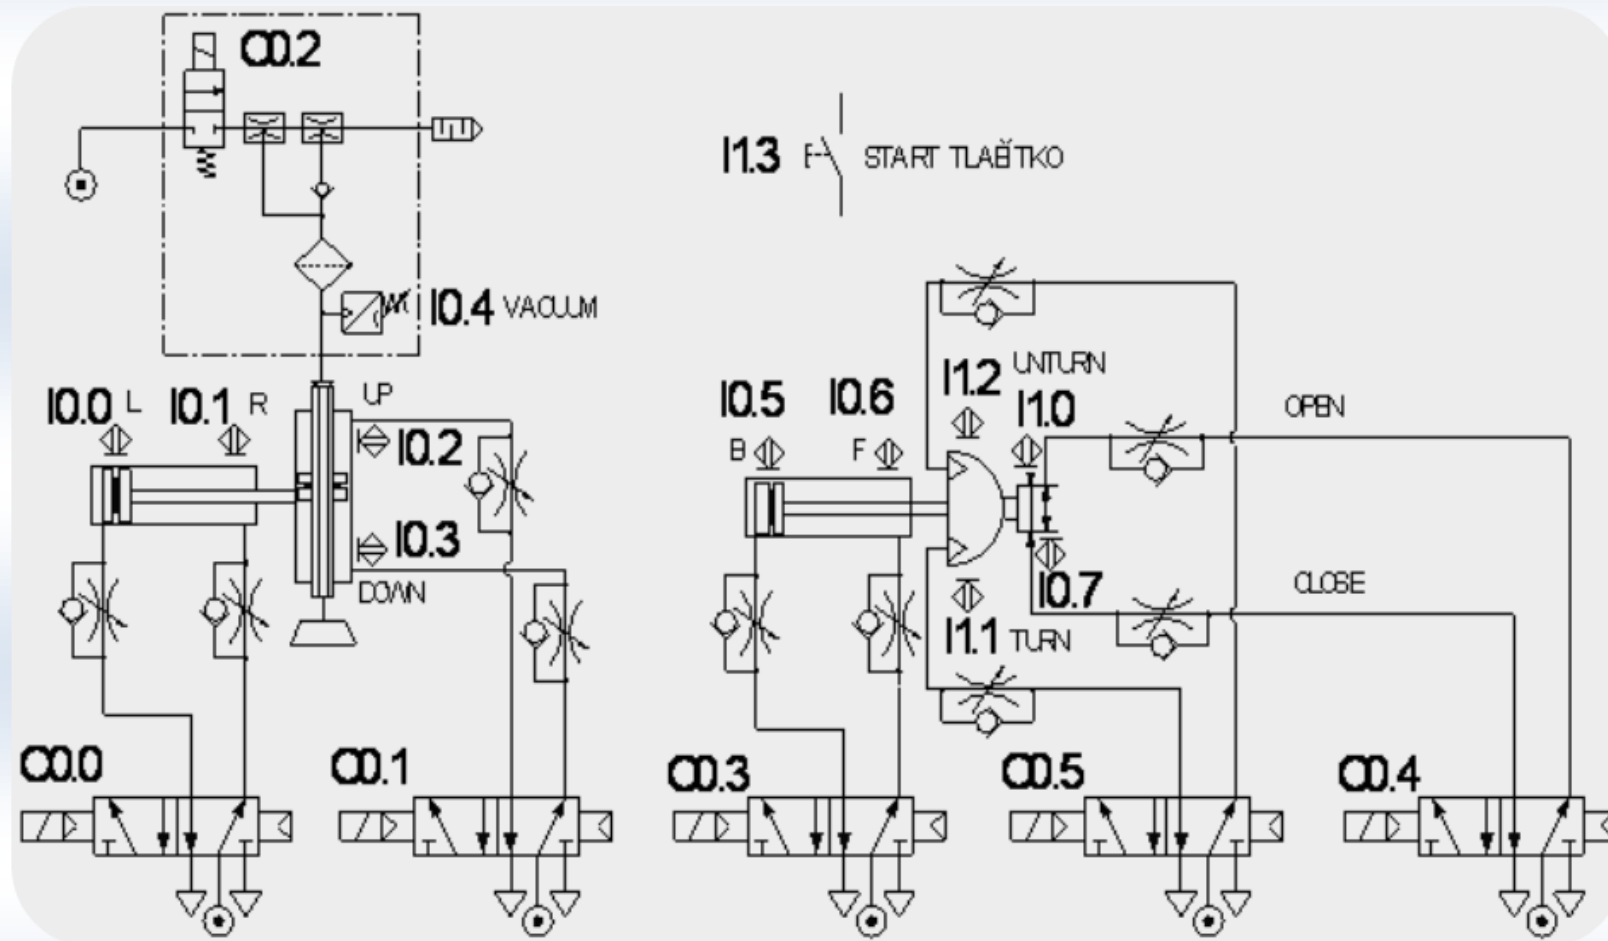 O0.2
I1.3 START TLAČÍTKO
I0.4 VACUUM
I0.0 L I0.1 R
UP
I0.2
I0.3
DOWN
I0.5
I0.6
B
F
I1.2 UNTURN
I1.0
OPEN
I0.7
CLOSE
I1.1 TURN
O0.0
O0.1
O0.3
O0.5
O0.4